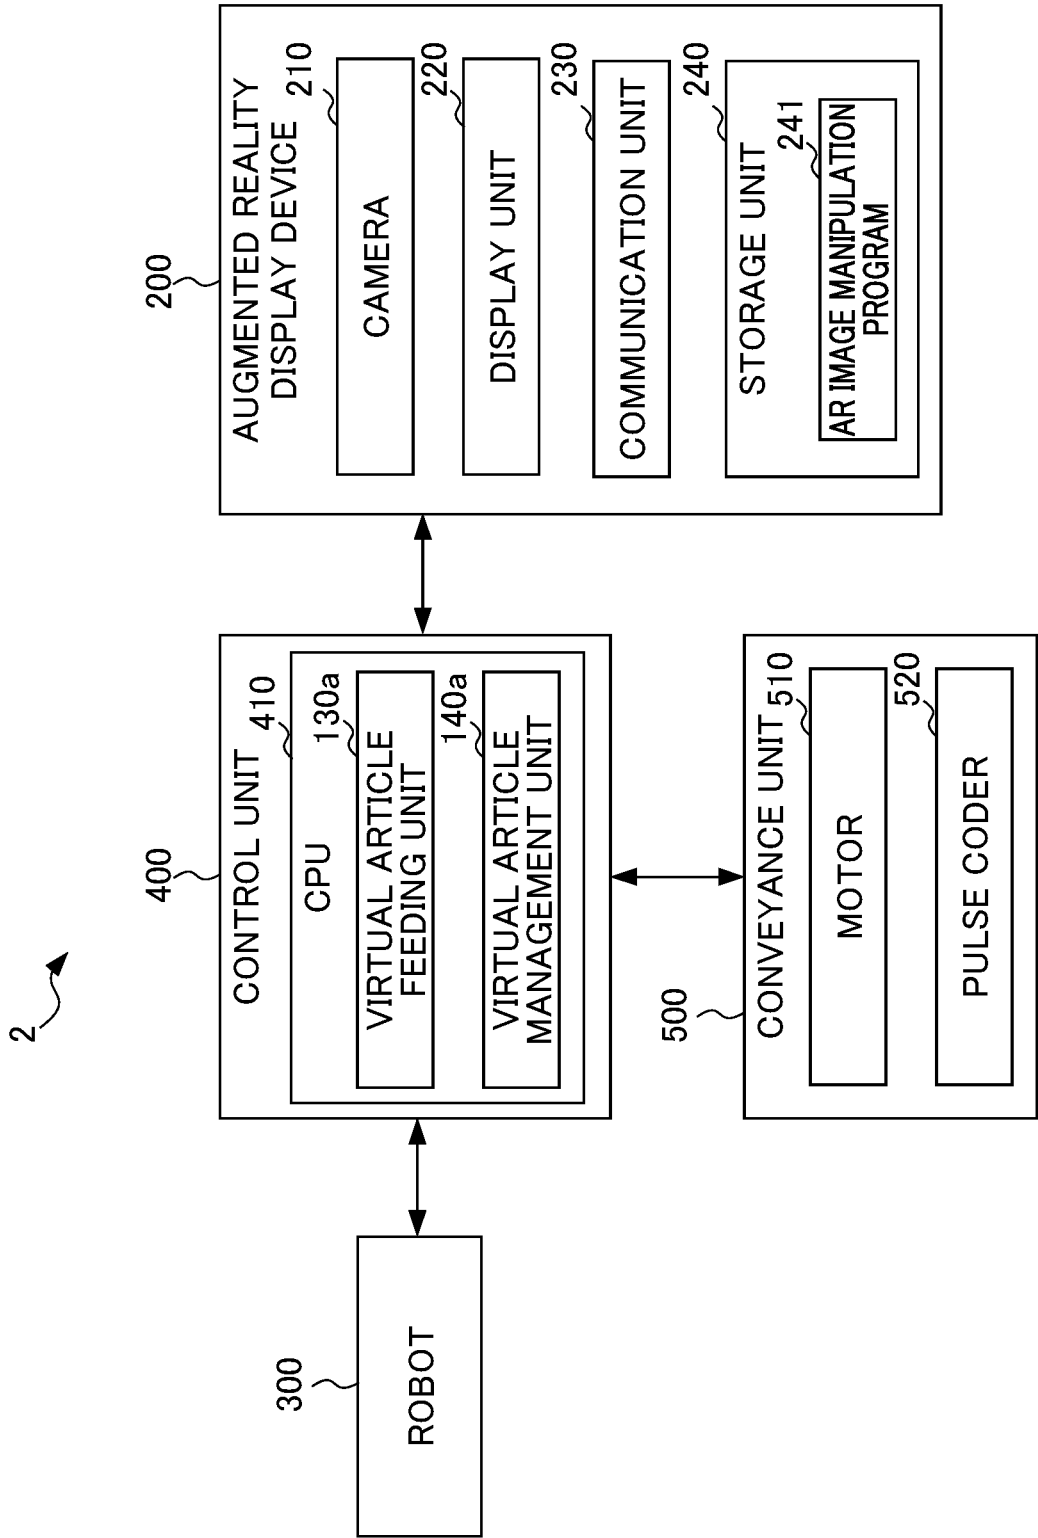 2
300
ROBOT
400
CONTROL UNIT
410
CPU
130a
VIRTUAL ARTICLE
FEEDING UNIT
140a
VIRTUAL ARTICLE
MANAGEMENT UNIT
500
CONVEYANCE UNIT
510
MOTOR
520
PULSE CODER
200
AUGMENTED REALITY
DISPLAY DEVICE
210
CAMERA
220
DISPLAY UNIT
230
COMMUNICATION UNIT
240
STORAGE UNIT
241
AR IMAGE MANIPULATION
PROGRAM